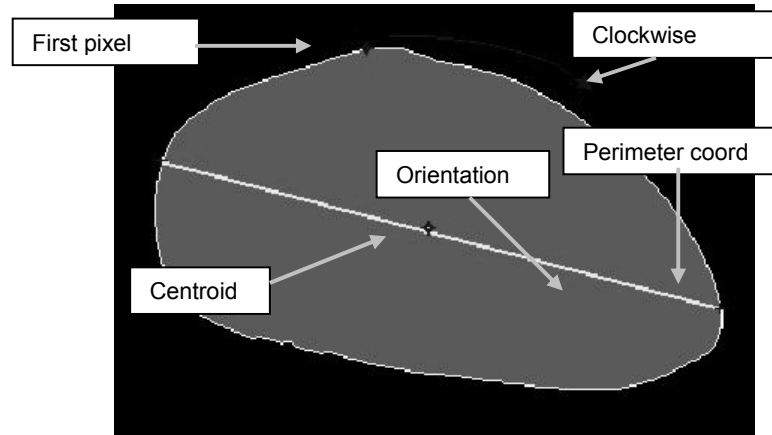 First pixel
Clockwise
Perimeter coord
Orientation
Centroid